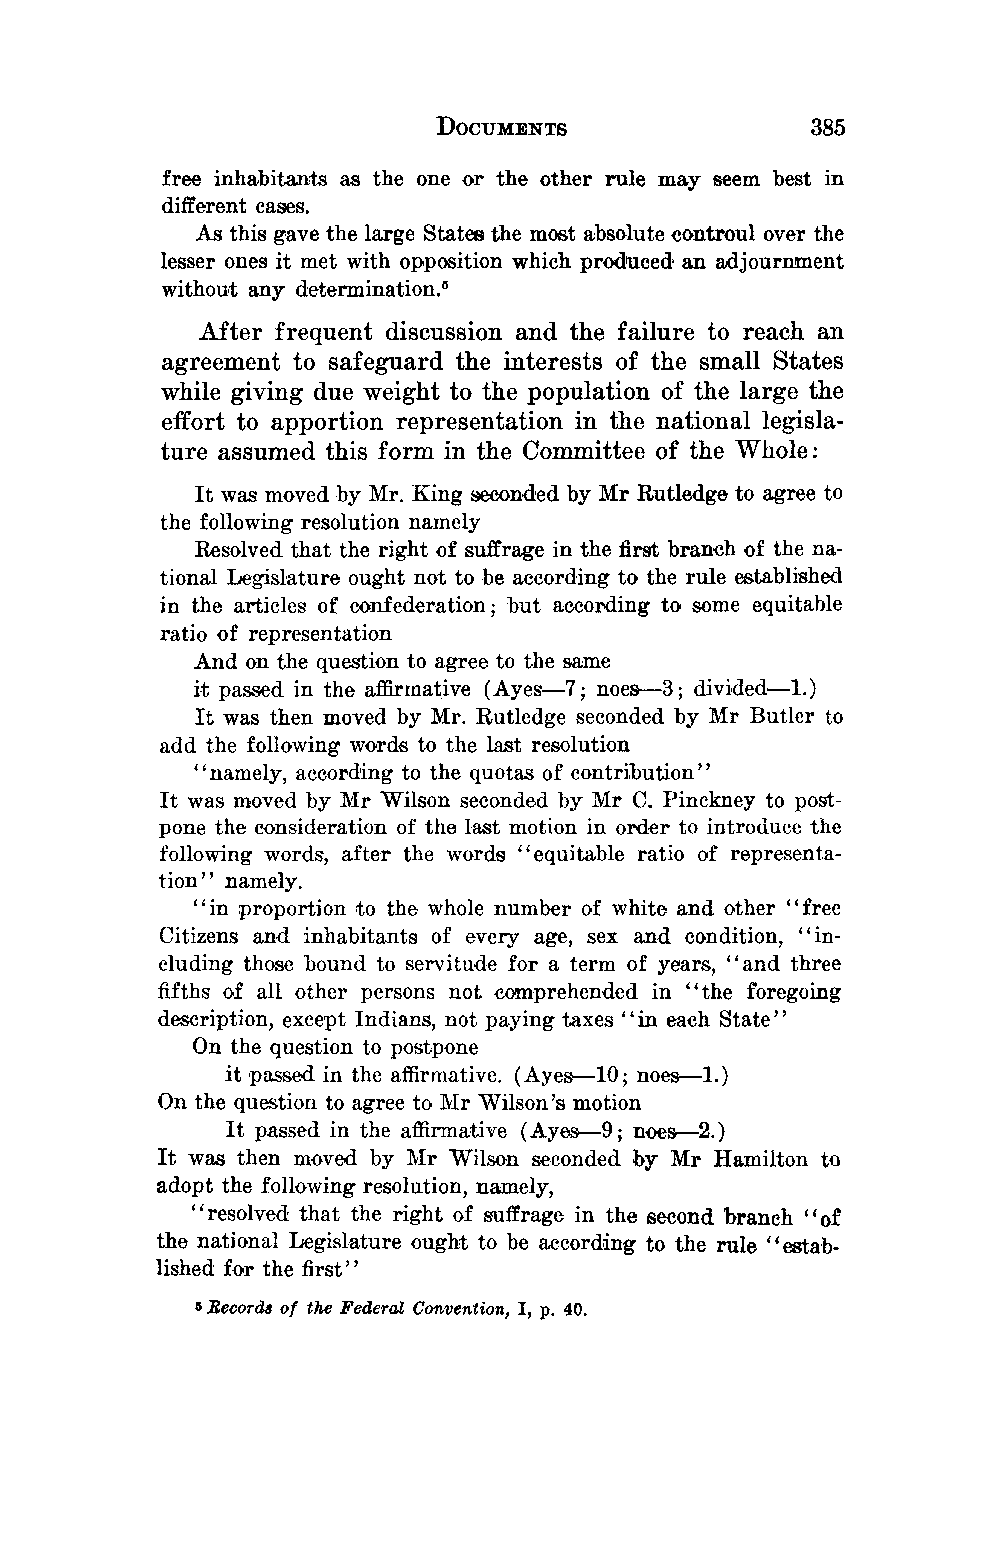 DOCUMENTS 385
free inhabitants as the one or the other rule may seem best in
different cases.
As this gave the large States the most absolute controul over the
lesser ones it met with opposition which produced an adjournment
without any determination.⁵
After frequent discussion and the failure to reach an
agreement to safeguard the interests of the small States
while giving due weight to the population of the large the
effort to apportion representation in the national legisla-
ture assumed this form in the Committee of the Whole:
It was moved by Mr. King seconded by Mr Rutledge to agree to
the following resolution namely
Resolved that the right of suffrage in the first branch of the na-
tional Legislature ought not to be according to the rule established
in the articles of confederation; but according to some equitable
ratio of representation
And on the question to agree to the same
it passed in the affirmative (Ayes—7; noes—3; divided—1.)
It was then moved by Mr. Rutledge seconded by Mr Butler to
add the following words to the last resolution
"namely, according to the quotas of contribution"
It was moved by Mr Wilson seconded by Mr C. Pinckney to post-
pone the consideration of the last motion in order to introduce the
following words, after the words "equitable ratio of representa-
tion" namely.
"in proportion to the whole number of white and other "free
Citizens and inhabitants of every age, sex and condition, "in-
cluding those bound to servitude for a term of years, "and three
fifths of all other persons not comprehended in "the foregoing
description, except Indians, not paying taxes "in each State"
On the question to postpone
it passed in the affirmative. (Ayes—10; noes—1.)
On the question to agree to Mr Wilson's motion
It passed in the affirmative (Ayes—9; noes—2.)
It was then moved by Mr Wilson seconded by Mr Hamilton to
adopt the following resolution, namely,
"resolved that the right of suffrage in the second branch "of
the national Legislature ought to be according to the rule "estab-
lished for the first"
⁵ Records of the Federal Convention, I, p. 40.